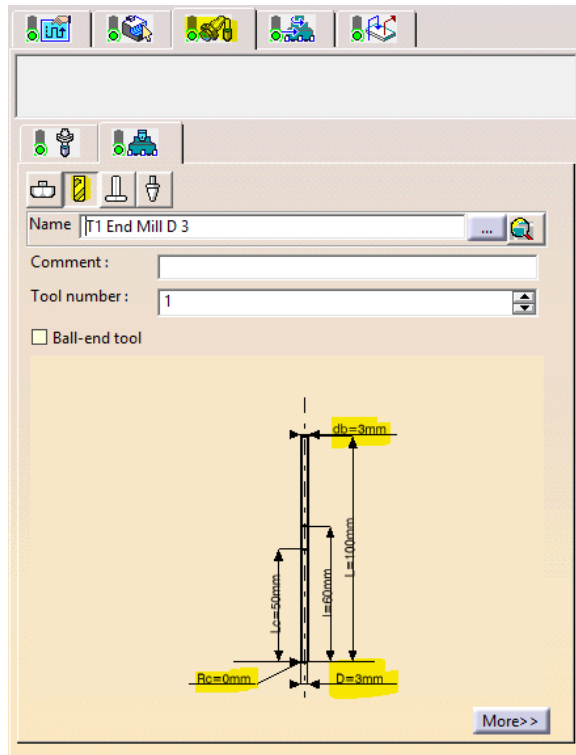 Name T1 End Mill D 3 ...
Comment :
Tool number : 1
Ball-end tool
db=3mm
L=100mm
l=60mm
Lc=50mm
Rc=0mm D=3mm
More>>